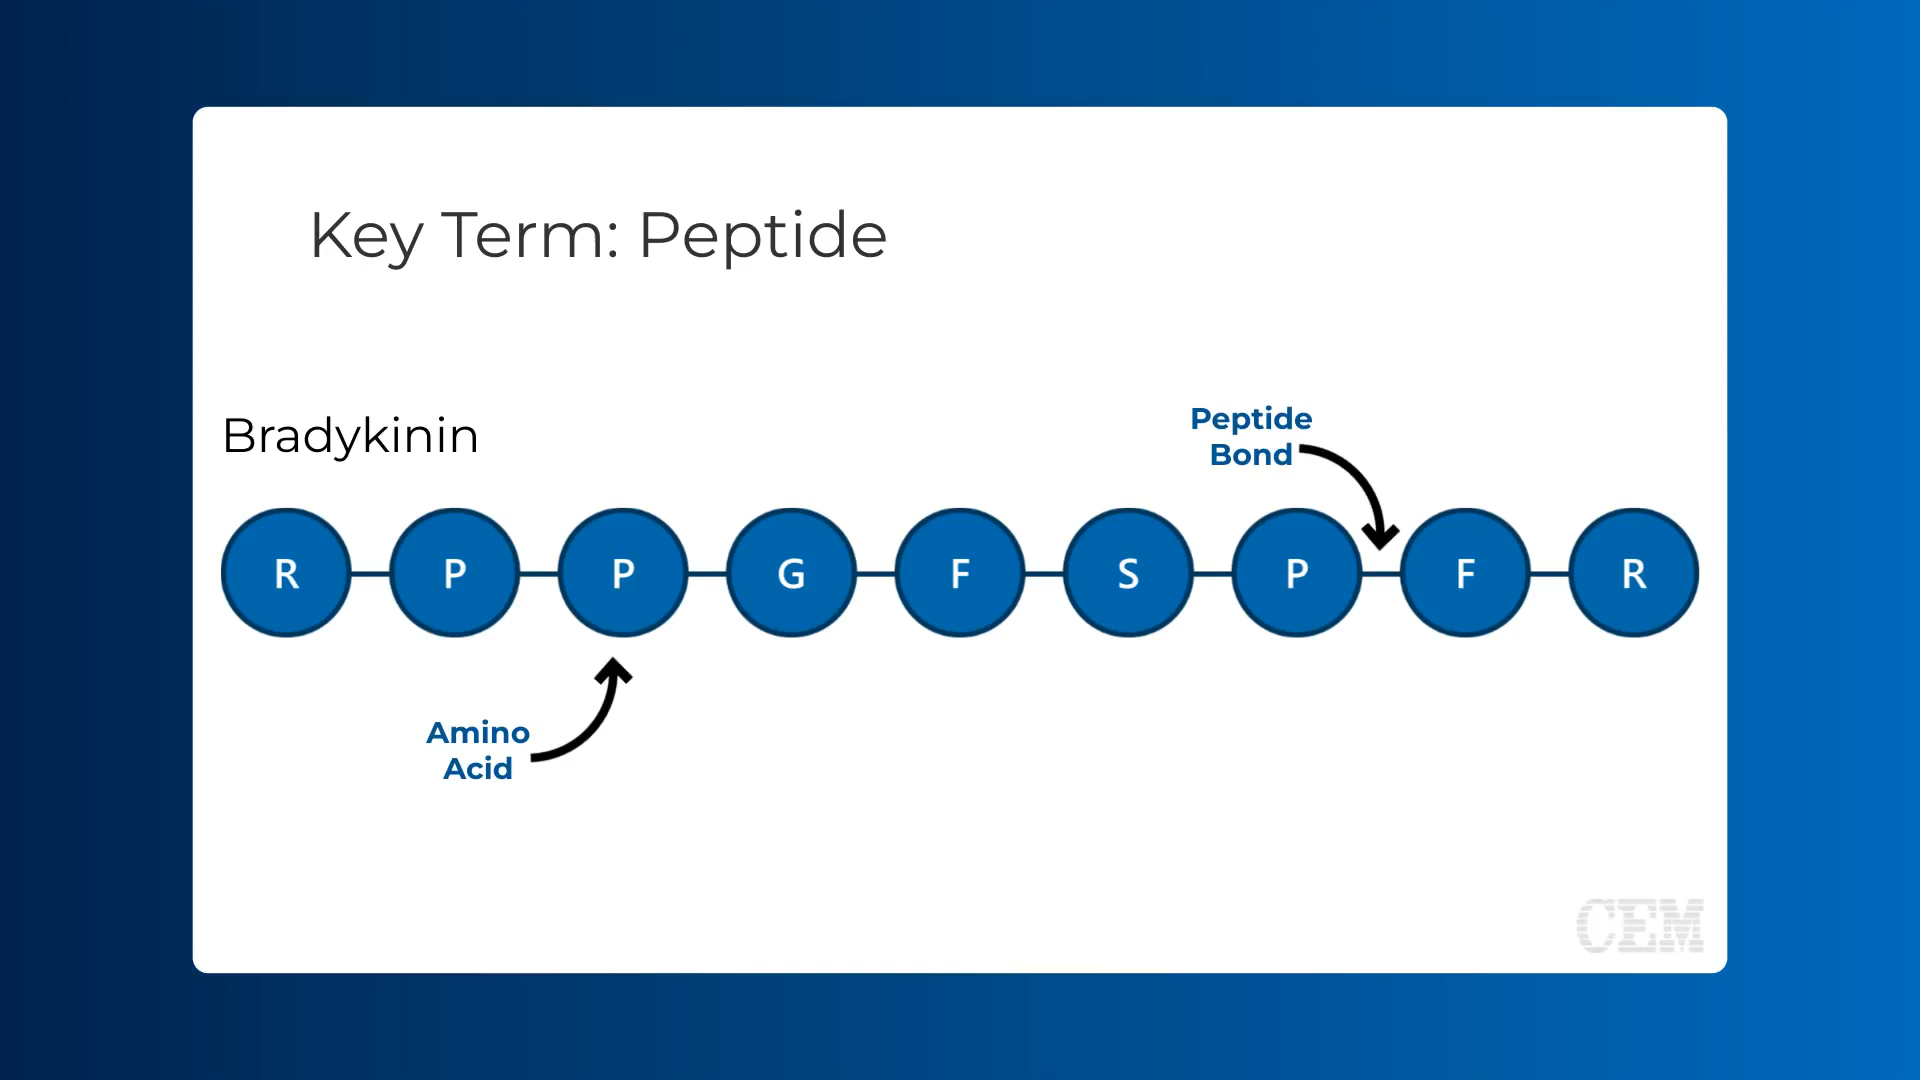 Key Term: Peptide
Bradykinin
Peptide
Bond
R P P G F S P F R
Amino
Acid
CEM